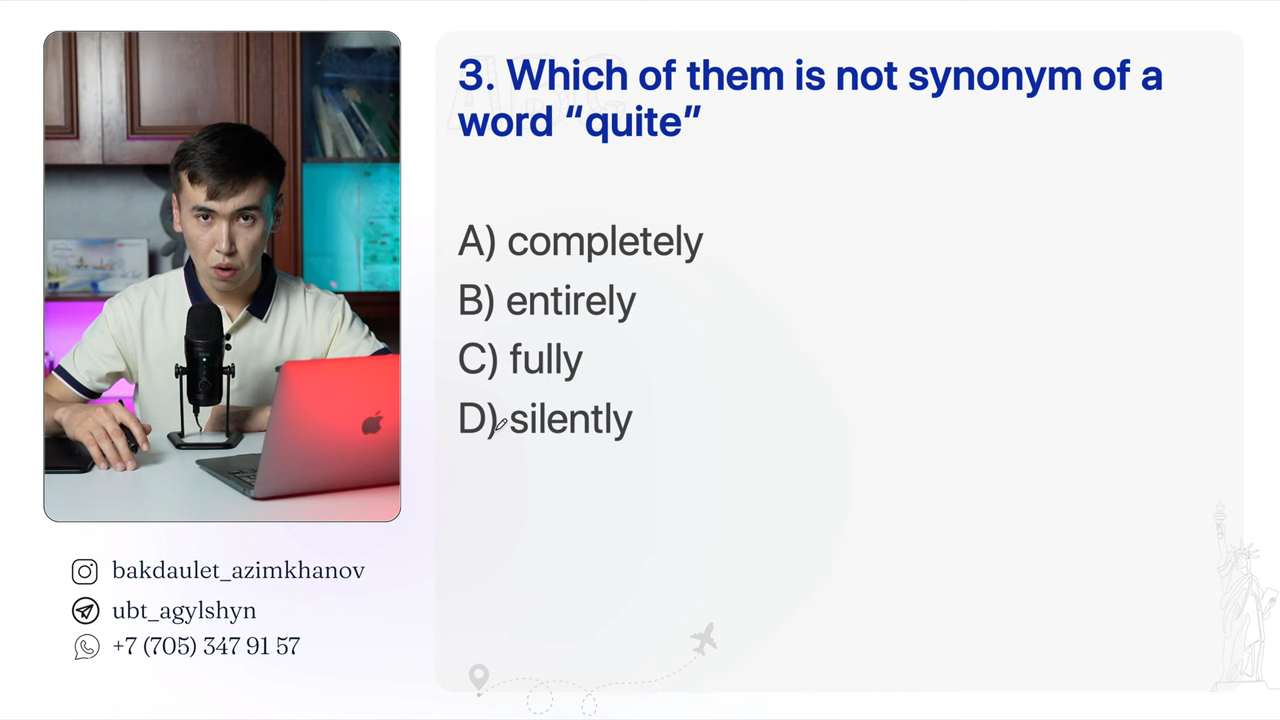 3. Which of them is not synonym of a
word “quite”
A) completely
B) entirely
C) fully
D) silently
bakdaulet_azimkhanov
ubt_agylshyn
+7 (705) 347 91 57